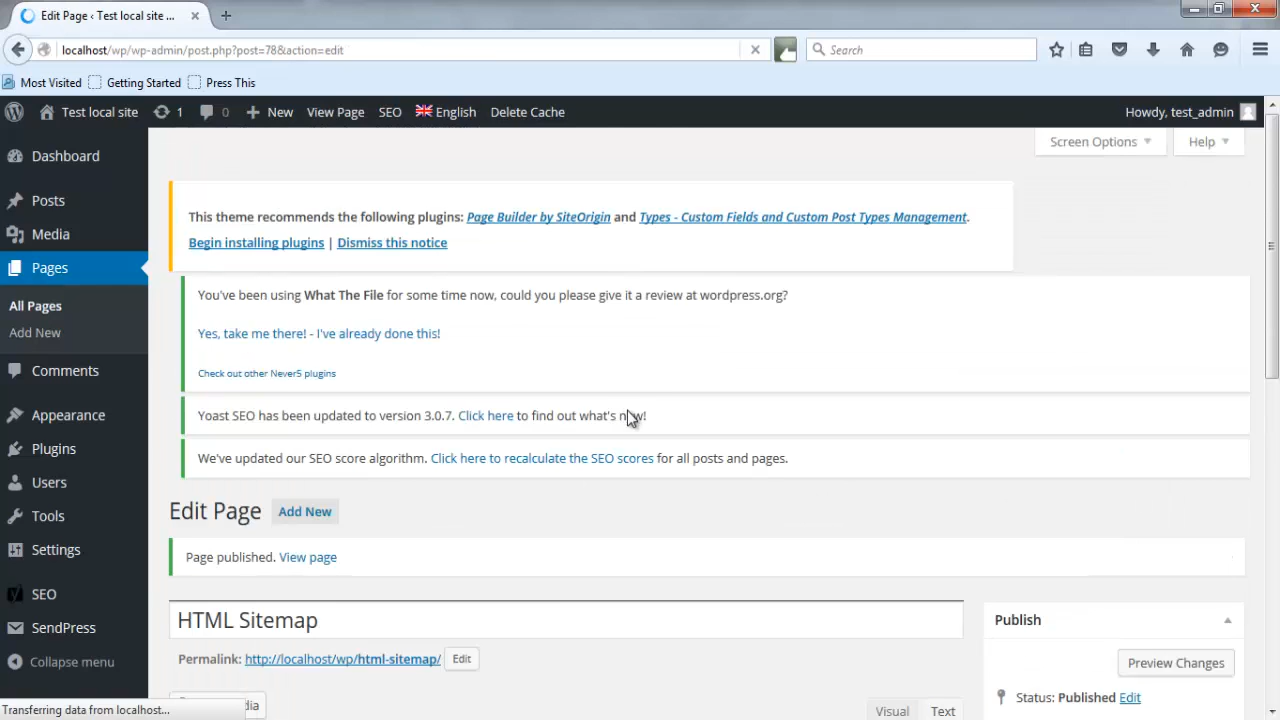 Edit Page ‹ Test local site ...
localhost/wp/wp-admin/post.php?post=78&action=edit
Search
Most Visited Getting Started Press This
Test local site 1 0 New View Page SEO English Delete Cache Howdy, test_admin
Screen Options Help
Dashboard
Posts
Media
Pages
All Pages
Add New
Comments
Appearance
Plugins
Users
Tools
Settings
SEO
SendPress
Collapse menu
This theme recommends the following plugins: Page Builder by SiteOrigin and Types - Custom Fields and Custom Post Types Management.
Begin installing plugins | Dismiss this notice
You've been using What The File for some time now, could you please give it a review at wordpress.org?
Yes, take me there! - I've already done this!
Check out other Never5 plugins
Yoast SEO has been updated to version 3.0.7. Click here to find out what's new!
We've updated our SEO score algorithm. Click here to recalculate the SEO scores for all posts and pages.
Edit Page Add New
Page published. View page
HTML Sitemap
Permalink: http://localhost/wp/html-sitemap/ Edit
Visual Text
Publish
Preview Changes
Status: Published Edit
Transferring data from localhost...